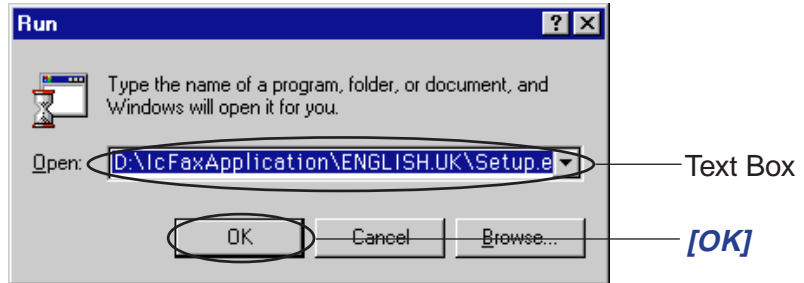 Run
Type the name of a program, folder, or document, and
Windows will open it for you.
Open: D:\IcFaxApplication\ENGLISH.UK\Setup.e
Text Box
OK Cancel Browse...
[OK]